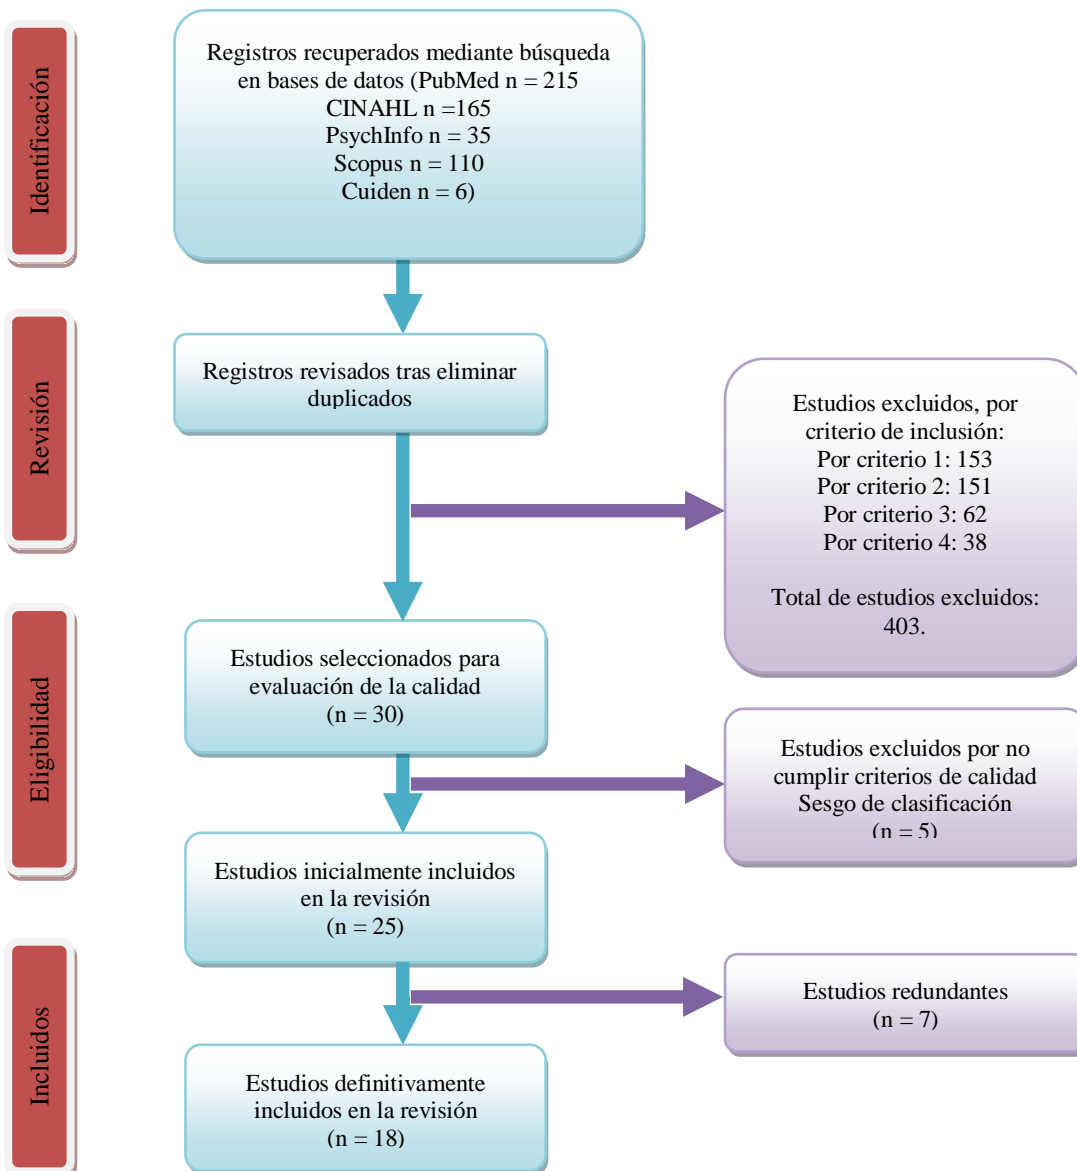 Identificación
Registros recuperados mediante búsqueda
en bases de datos (PubMed n = 215
CINAHL n =165
PsychInfo n = 35
Scopus n = 110
Cuiden n = 6)
Revisión
Registros revisados tras eliminar
duplicados
Estudios excluidos, por
criterio de inclusión:
Por criterio 1: 153
Por criterio 2: 151
Por criterio 3: 62
Por criterio 4: 38
Total de estudios excluidos:
403.
Eligibilidad
Estudios seleccionados para
evaluación de la calidad
(n = 30)
Estudios excluidos por no
cumplir criterios de calidad
Sesgo de clasificación
(n = 5)
Estudios inicialmente incluidos
en la revisión
(n = 25)
Incluidos
Estudios redundantes
(n = 7)
Estudios definitivamente
incluidos en la revisión
(n = 18)